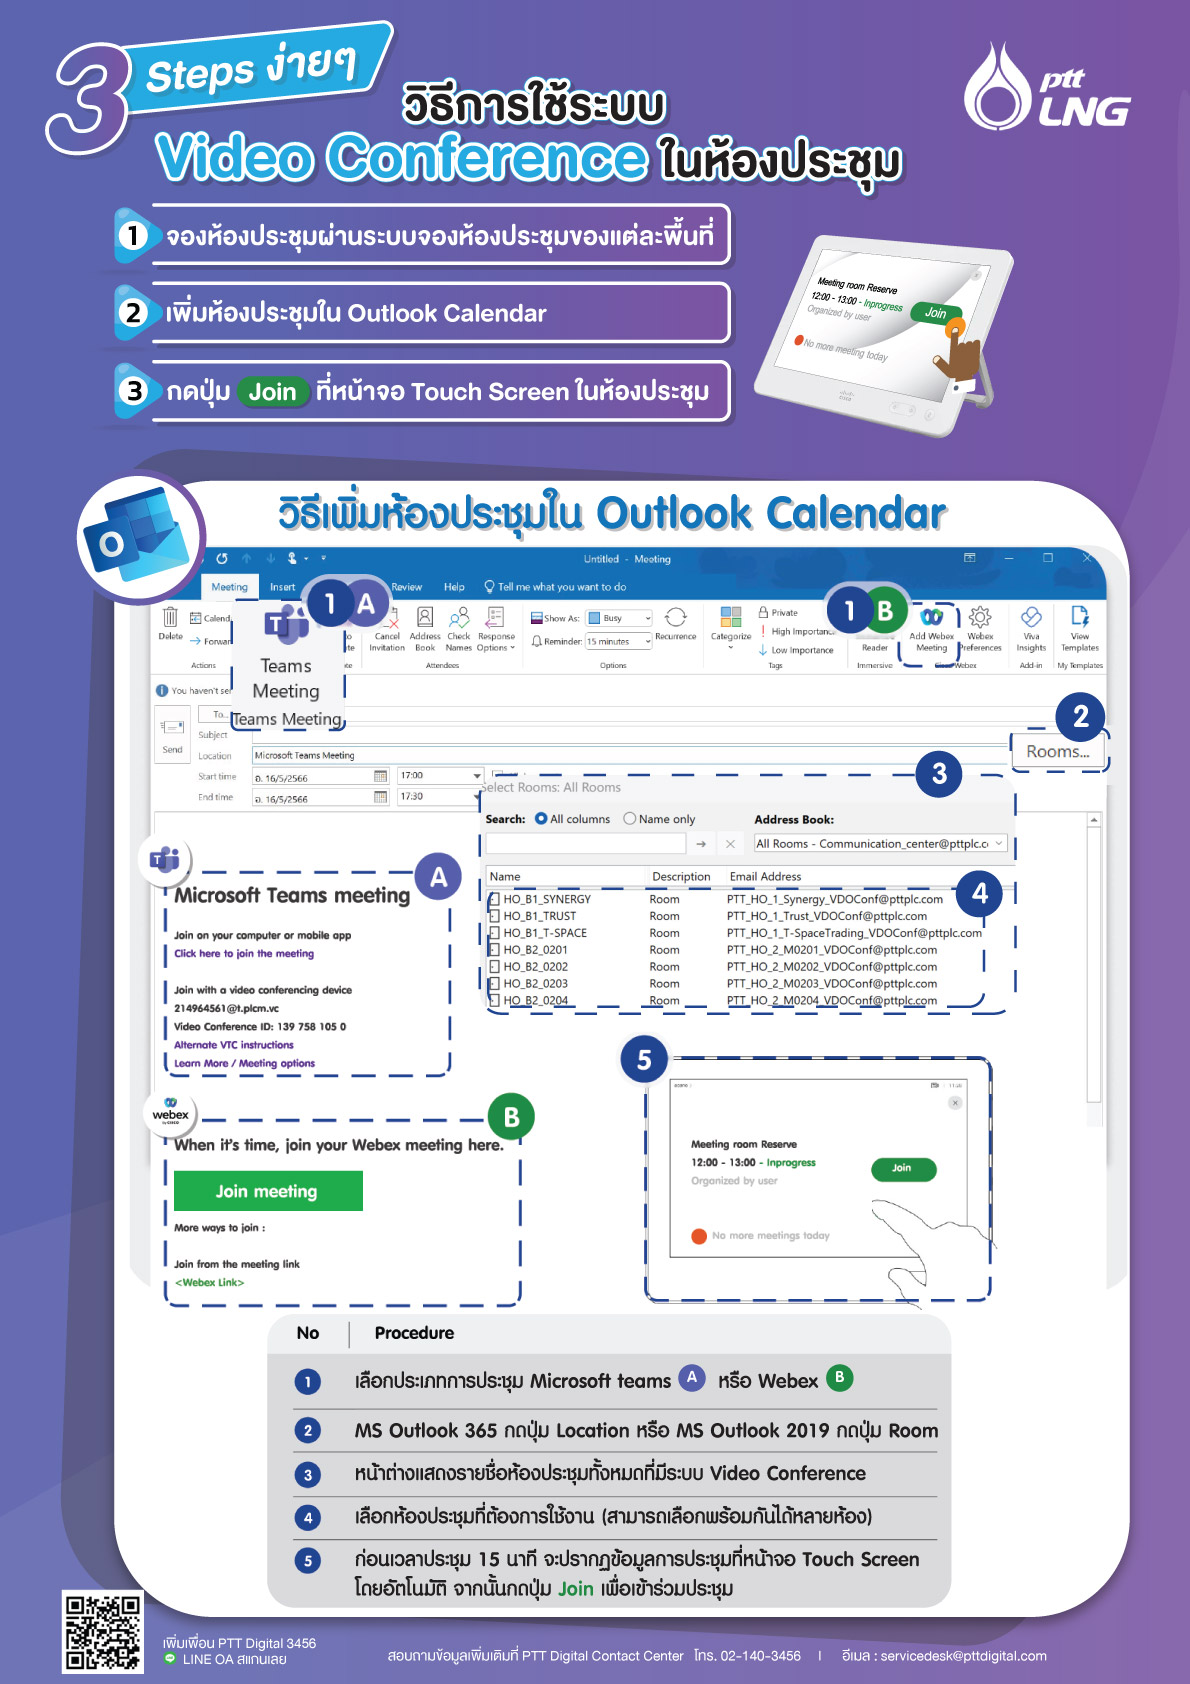 3 Steps ง่ายๆ
วิธีการใช้ระบบ
Video Conference ในห้องประชุม
ptt
LNG
1 จองห้องประชุมผ่านระบบจองห้องประชุมของแต่ละพื้นที่
2 เพิ่มห้องประชุมใน Outlook Calendar
3 กดปุ่ม Join ที่หน้าจอ Touch Screen ในห้องประชุม
Meeting room Reserve
12:00 - 13:00 - Inprogress
Join
Organized by user
No more meeting today
วิธีเพิ่มห้องประชุมใน Outlook Calendar
O
Untitled - Meeting
Meeting Insert Review Help Tell me what you want to do
1 A
1 B
Delete
Calend
Forward
Actions
Teams
Meeting
Teams Meeting
Cancel
Invitation
Address
Book
Check
Names
Response
Options
Attendees
Show As: Busy
Reminder: 15 minutes
Recurrence
Options
Categorize
Private
High Importance
Low Importance
Tags
Reader
Immersive
Add Webex
Meeting
Webex
Preferences
Cisco Webex
Viva
Insights
Add-in
View
Templates
My Templates
You haven't se
Send
To...
Subject
Location Microsoft Teams Meeting
Start time อ. 16/5/2566 17:00
End time อ. 16/5/2566 17:30
2
Rooms...
3
Select Rooms: All Rooms
Search: All columns Name only Address Book:
All Rooms - Communication_center@pttplc.c
Name Description Email Address
4
HO_B1_SYNERGY Room PTT_HO_1_Synergy_VDOConf@pttplc.com
HO_B1_TRUST Room PTT_HO_1_Trust_VDOConf@pttplc.com
HO_B1_T-SPACE Room PTT_HO_1_T-SpaceTrading_VDOConf@pttplc.com
HO_B2_0201 Room PTT_HO_2_M0201_VDOConf@pttplc.com
HO_B2_0202 Room PTT_HO_2_M0202_VDOConf@pttplc.com
HO_B2_0203 Room PTT_HO_2_M0203_VDOConf@pttplc.com
HO_B2_0204 Room PTT_HO_2_M0204_VDOConf@pttplc.com
A
Microsoft Teams meeting
Join on your computer or mobile app
Click here to join the meeting
Join with a video conferencing device
214964561@t.plcm.vc
Video Conference ID: 139 758 105 0
Alternate VTC instructions
Learn More / Meeting options
webex
by CISCO
B
When it's time, join your Webex meeting here.
Join meeting
More ways to join :
Join from the meeting link
<Webex Link>
5
Meeting room Reserve
12:00 - 13:00 - Inprogress
Join
Organized by user
No more meetings today
No Procedure
1 เลือกประเภทการประชุม Microsoft teams A หรือ Webex B
2 MS Outlook 365 กดปุ่ม Location หรือ MS Outlook 2019 กดปุ่ม Room
3 หน้าต่างแสดงรายชื่อห้องประชุมทั้งหมดที่มีระบบ Video Conference
4 เลือกห้องประชุมที่ต้องการใช้งาน (สามารถเลือกพร้อมกันได้หลายห้อง)
5 ก่อนเวลาประชุม 15 นาที จะปรากฏข้อมูลการประชุมที่หน้าจอ Touch Screen
โดยอัตโนมัติ จากนั้นกดปุ่ม Join เพื่อเข้าร่วมประชุม
เพิ่มเพื่อน PTT Digital 3456
LINE OA สแกนเลย
สอบถามข้อมูลเพิ่มเติมที่ PTT Digital Contact Center โทร. 02-140-3456 | อีเมล : servicedesk@pttdigital.com